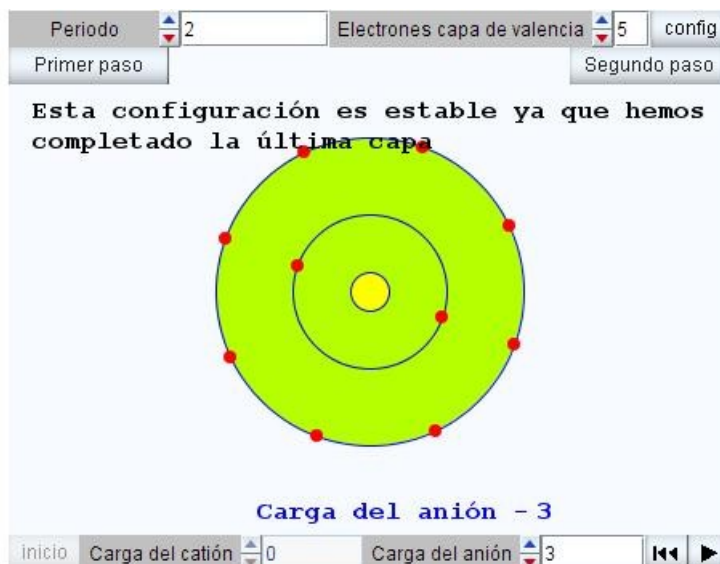 Periodo 2 Electrones capa de valencia 5 config
Primer paso Segundo paso
Esta configuración es estable ya que hemos
completado la última capa
Carga del anión - 3
inicio Carga del catión 0 Carga del anión 3